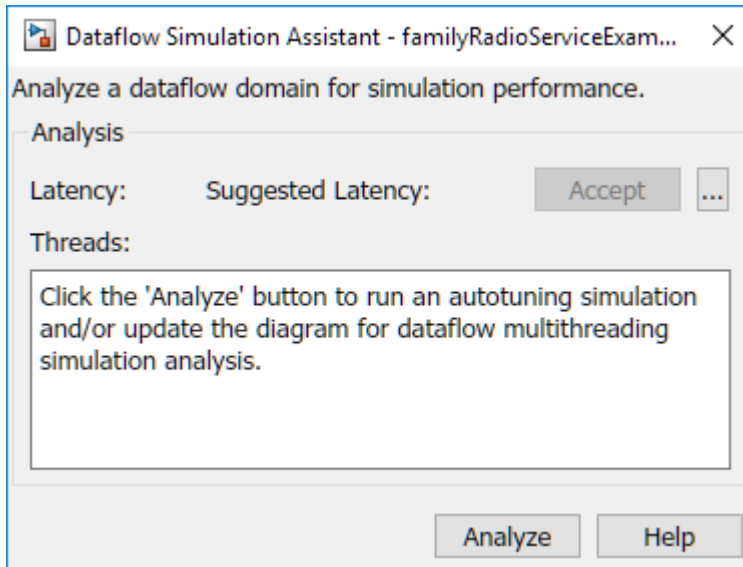 Dataflow Simulation Assistant - familyRadioServiceExam...
Analyze a dataflow domain for simulation performance.
Analysis
Latency: Suggested Latency: Accept ...
Threads:
Click the 'Analyze' button to run an autotuning simulation
and/or update the diagram for dataflow multithreading
simulation analysis.
Analyze Help